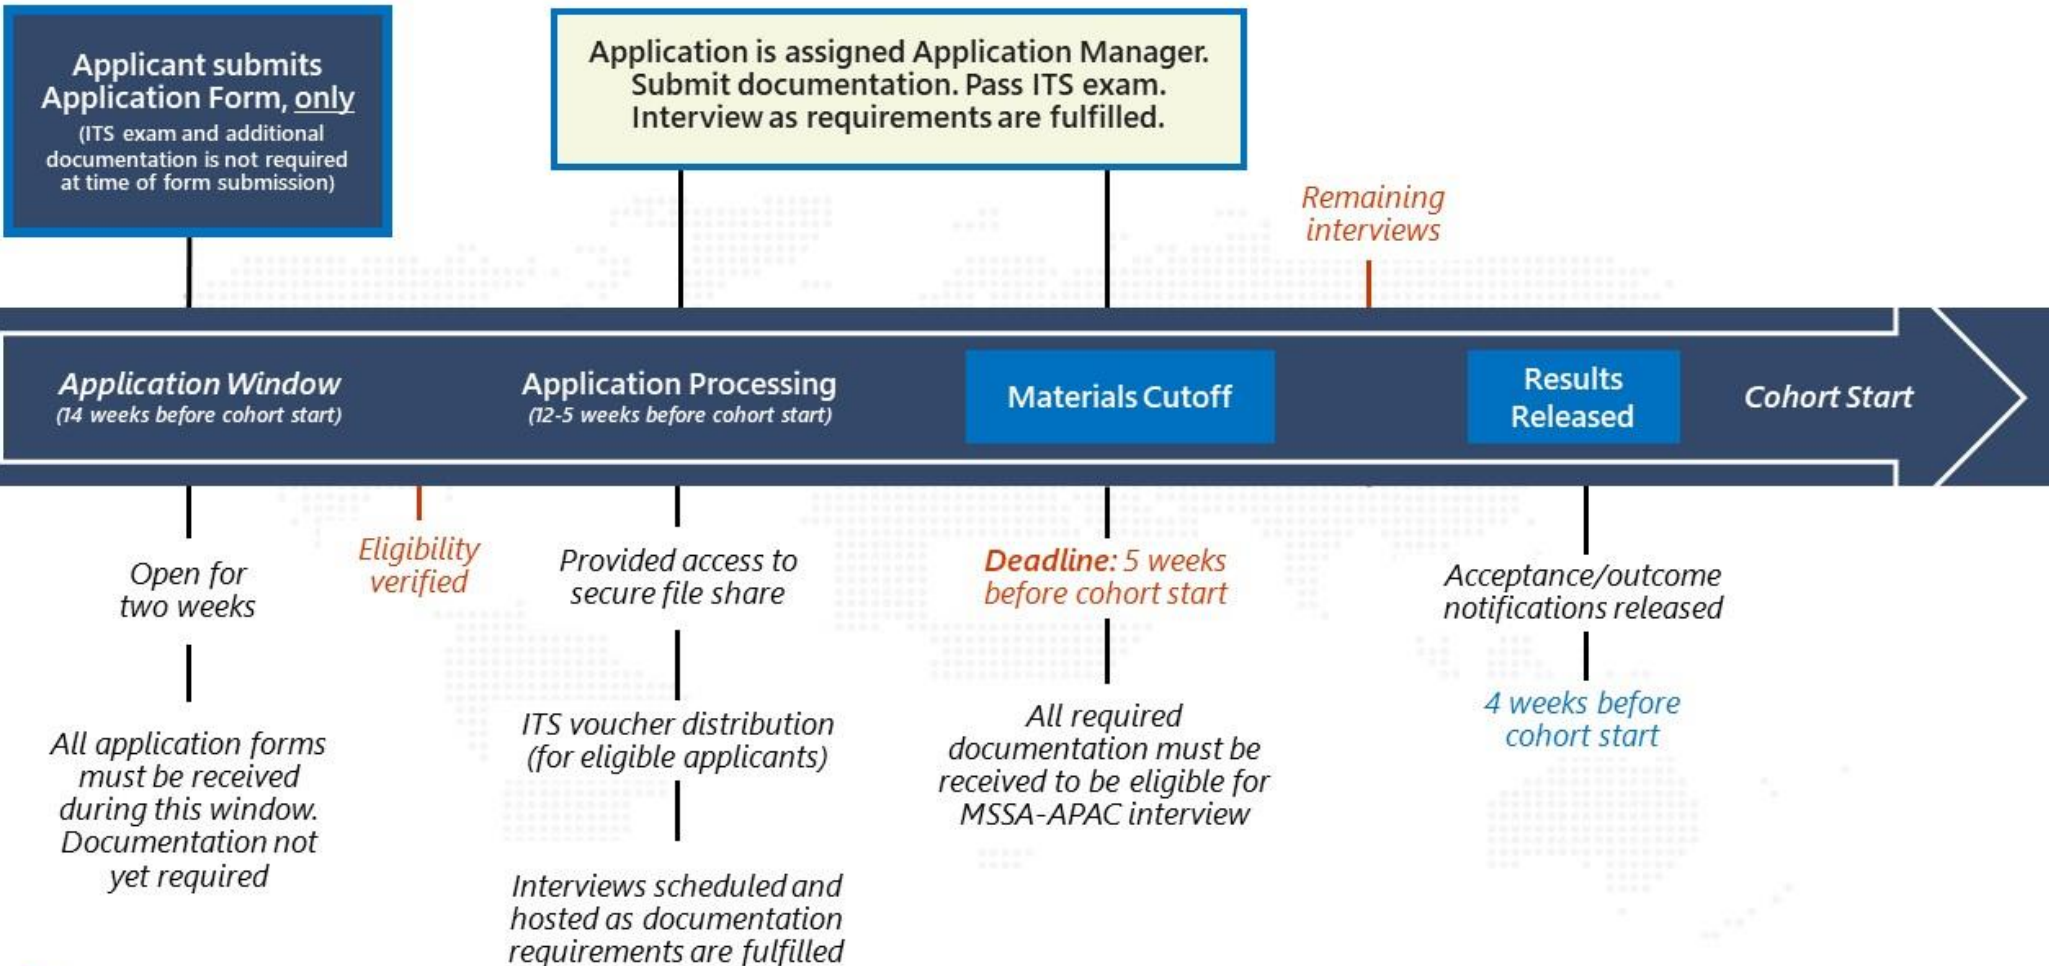 Applicant submits
Application Form, only
(ITS exam and additional
documentation is not required
at time of form submission)
Application is assigned Application Manager.
Submit documentation. Pass ITS exam.
Interview as requirements are fulfilled.
Remaining
interviews
Application Window
(14 weeks before cohort start)
Application Processing
(12-5 weeks before cohort start)
Materials Cutoff
Results
Released
Cohort Start
Open for
two weeks
All application forms
must be received
during this window.
Documentation not
yet required
Eligibility
verified
Provided access to
secure file share
ITS voucher distribution
(for eligible applicants)
Interviews scheduled and
hosted as documentation
requirements are fulfilled
Deadline: 5 weeks
before cohort start
All required
documentation must be
received to be eligible for
MSSA-APAC interview
Acceptance/outcome
notifications released
4 weeks before
cohort start